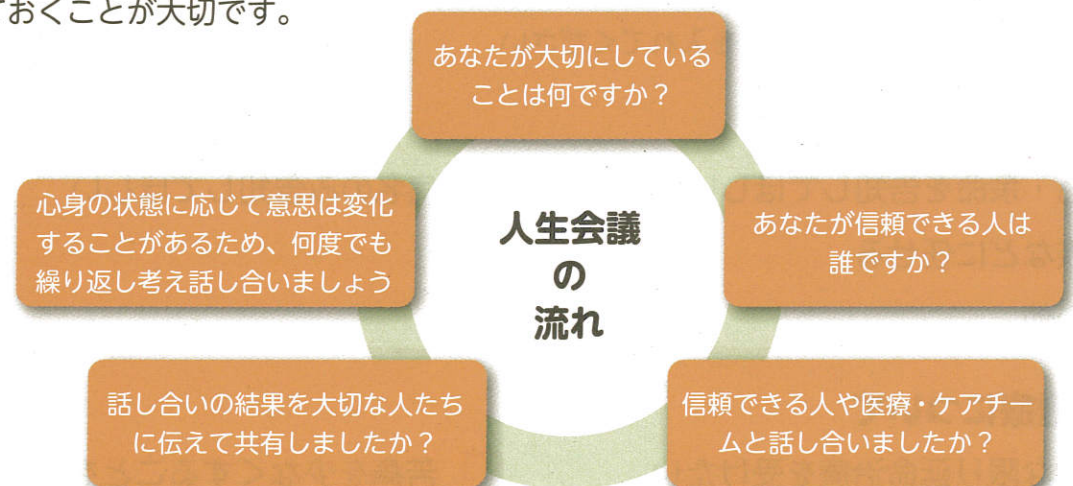 ておくことが大切です。
あなたが大切にしている
ことは何ですか？
あなたが信頼できる人は
誰ですか？
信頼できる人や医療・ケアチー
ムと話し合いましたか？
話し合いの結果を大切な人たち
に伝えて共有しましたか？
心身の状態に応じて意思は変化
することがあるため、何度でも
繰り返し考え話し合いましょう
人生会議
の
流れ